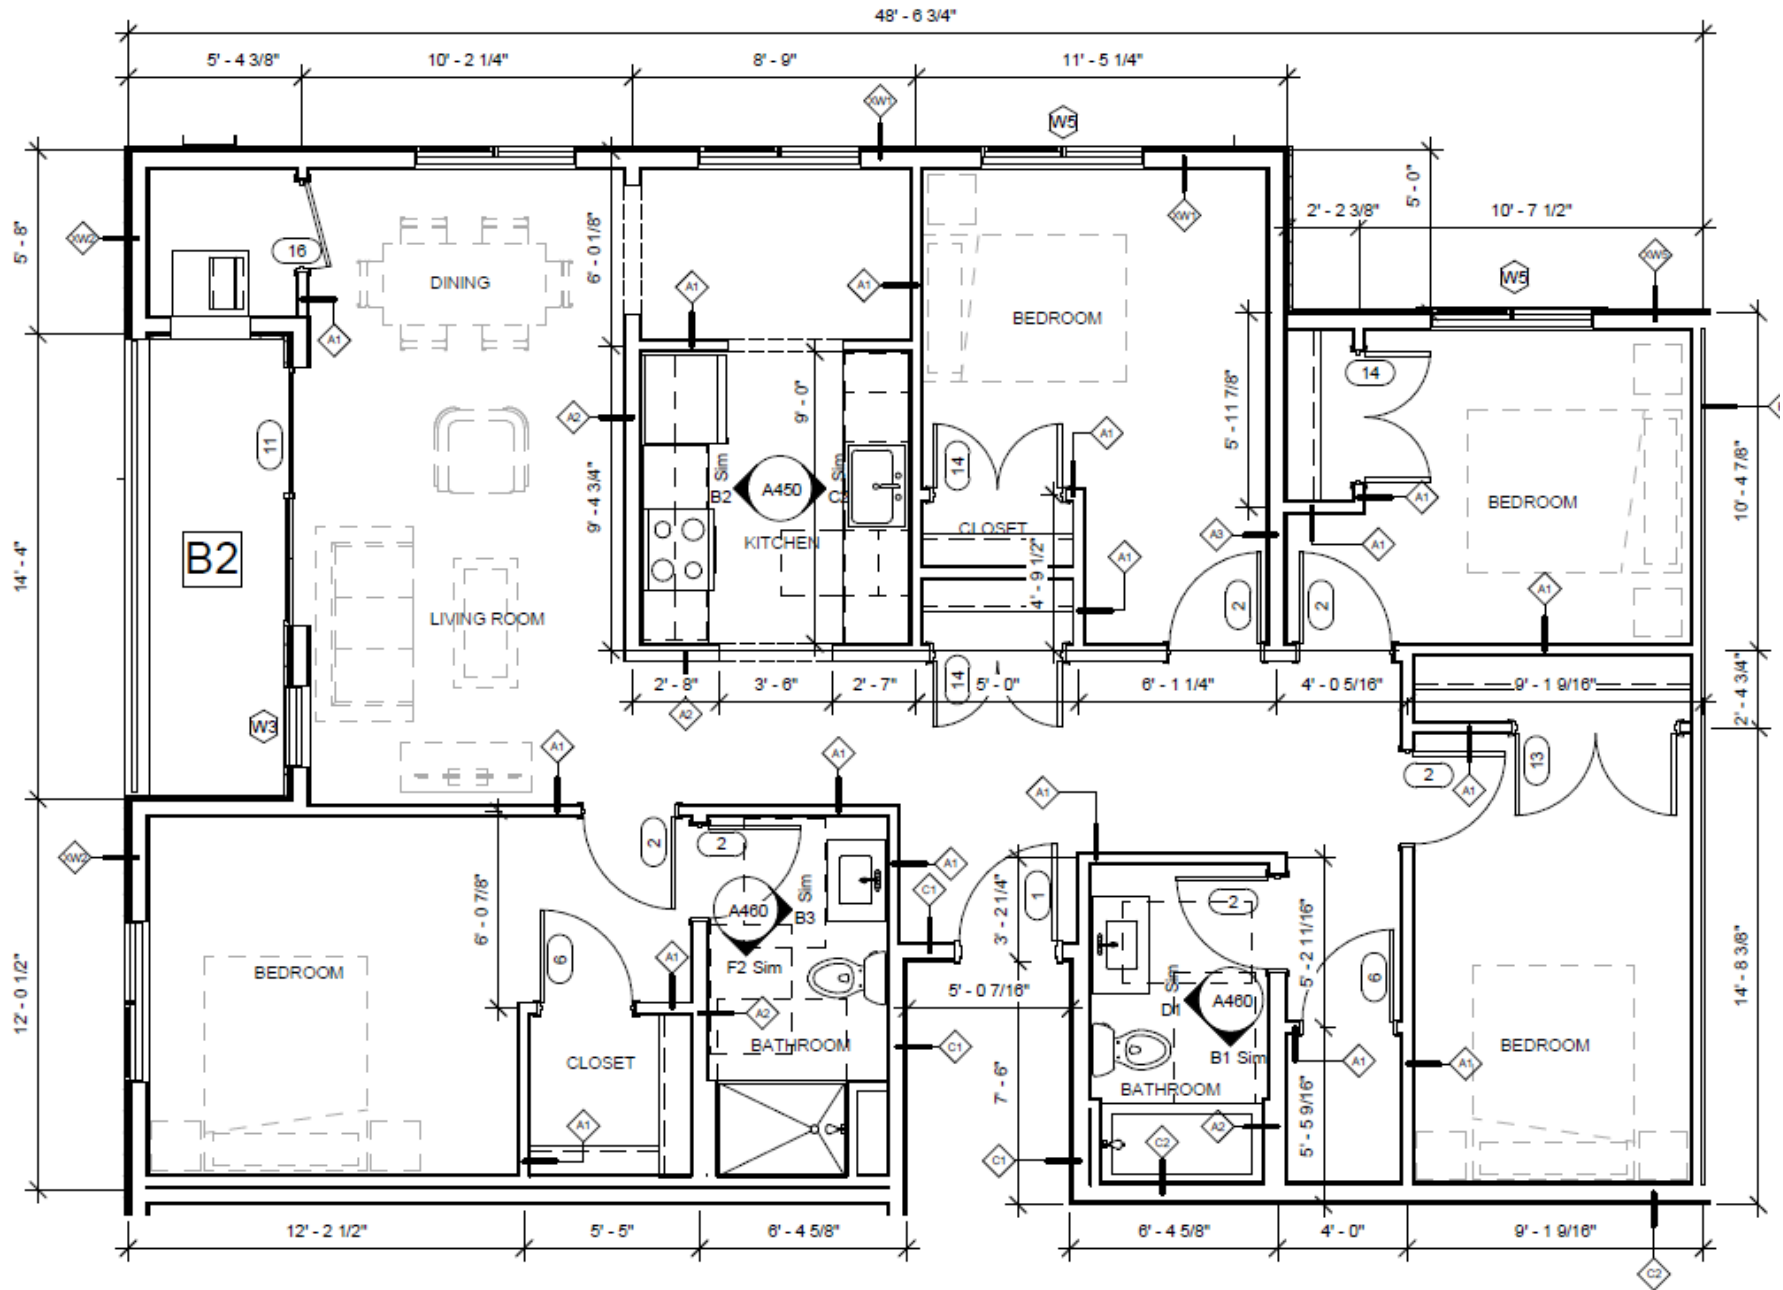 48' - 6 3/4"
5' - 4 3/8"
10' - 2 1/4"
8' - 9"
11' - 5 1/4"
XW1
W5
5' - 0"
2' - 2 3/8"
10' - 7 1/2"
XW1
XW2
5' - 8"
16
DINING
6' - 0 1/8"
A1
A1
XW5
W5
A1
BEDROOM
14
5' - 11 7/8"
9' - 0"
A2
11
A1
14
Sim
B2
A450
Sim
A1
BEDROOM
10' - 4 7/8"
9' - 4 3/4"
CLOSET
KITCHEN
A3
A1
B2
14' - 4"
4' - 9 1/2"
A1
2
2
A1
LIVING ROOM
14
2' - 8"
3' - 6"
2' - 7"
5' - 0"
6' - 1 1/4"
4' - 0 5/16"
9' - 1 9/16"
2' - 4 3/4"
A2
W3
A1
A1
2
13
A1
A1
2
2
XW2
A1
C1
1
3' - 2 1/4"
2
6' - 0 7/8"
A460
Sim
B3
6
A1
F2 Sim
BEDROOM
5' - 2 11/16"
6
Sim
D1
A460
5' - 0 7/16"
12' - 0 1/2"
14' - 8 3/8"
A2
BATHROOM
C1
CLOSET
B1 Sim
A1
A1
BEDROOM
BATHROOM
7' - 6"
5' - 5 9/16"
A1
A2
C2
C1
12' - 2 1/2"
5' - 5"
6' - 4 5/8"
6' - 4 5/8"
4' - 0"
9' - 1 9/16"
C2